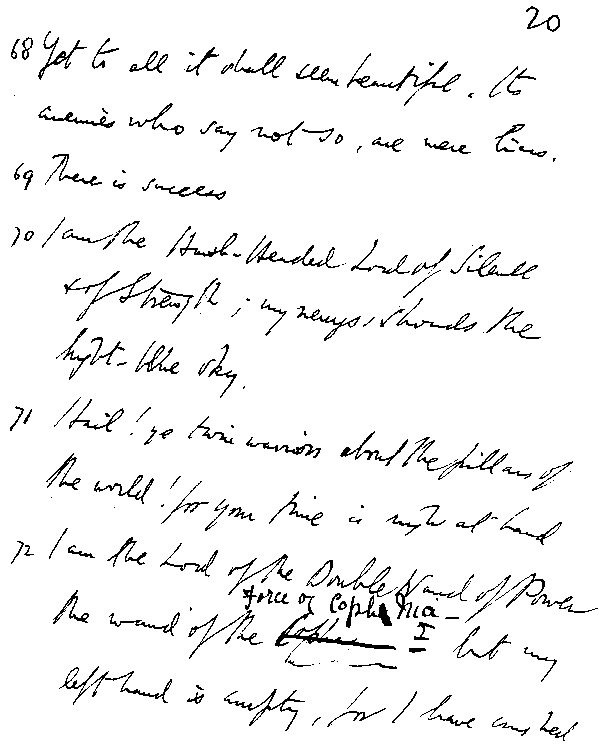 20
68 Yet to all it shall seem beautiful. Its
enemies who say not so, are mere liars.
69 There is success
70 I am the Hawk-Headed Lord of Silence
& of Strength; my nemyss shrouds the
night-blue sky.
71 Hail! ye twin warriors about the pillars of
the world! for your time is nigh at hand
72 I am the Lord of the Double Wand of Power
Force of Coph Nia –
the wand of the I but my
left hand is empty, for I have crushed